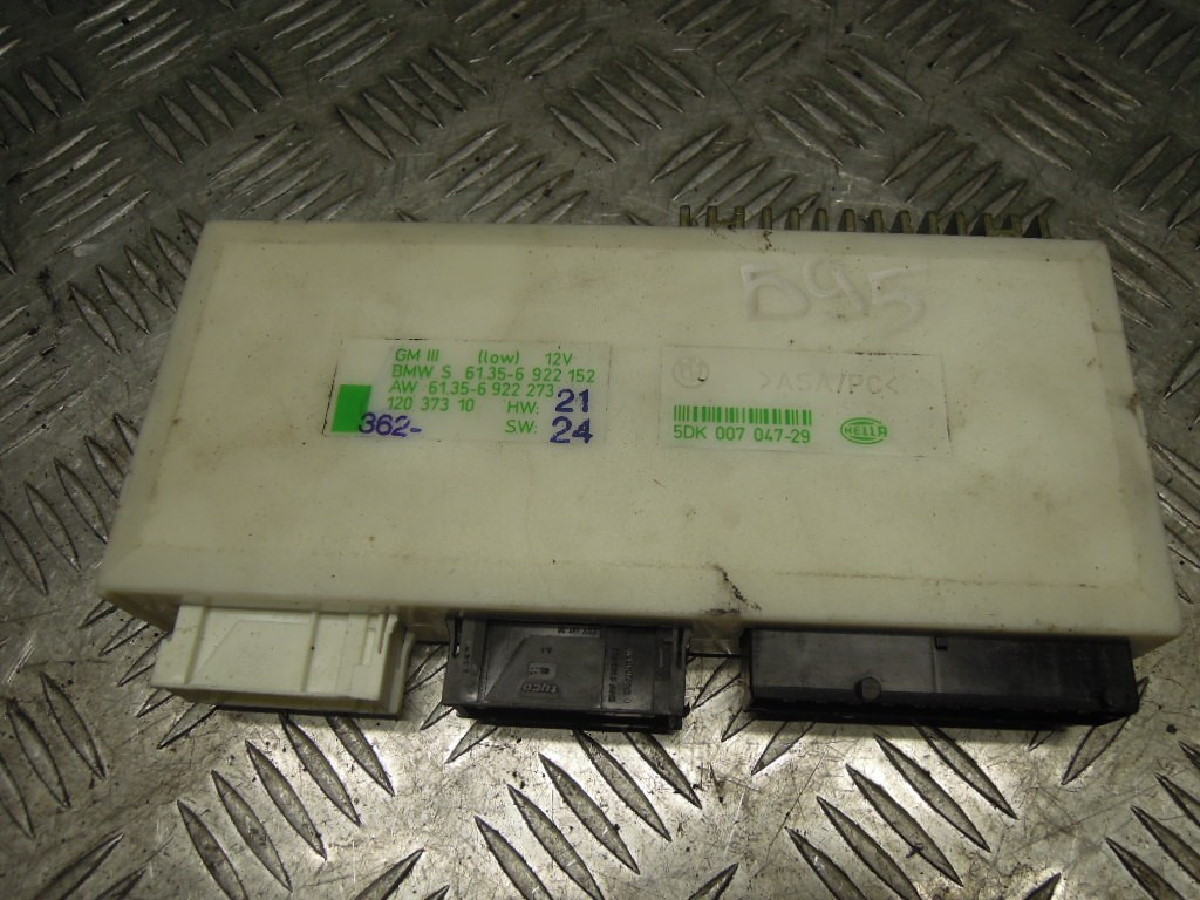 595
GM III (low) 12V
BMW S 61.35-6 922 152
AW 61.35-6 922 273
120 373 10 HW: 21
362- SW: 24
>ASA/PC<
5DK 007 047-29
HELLA
tyco